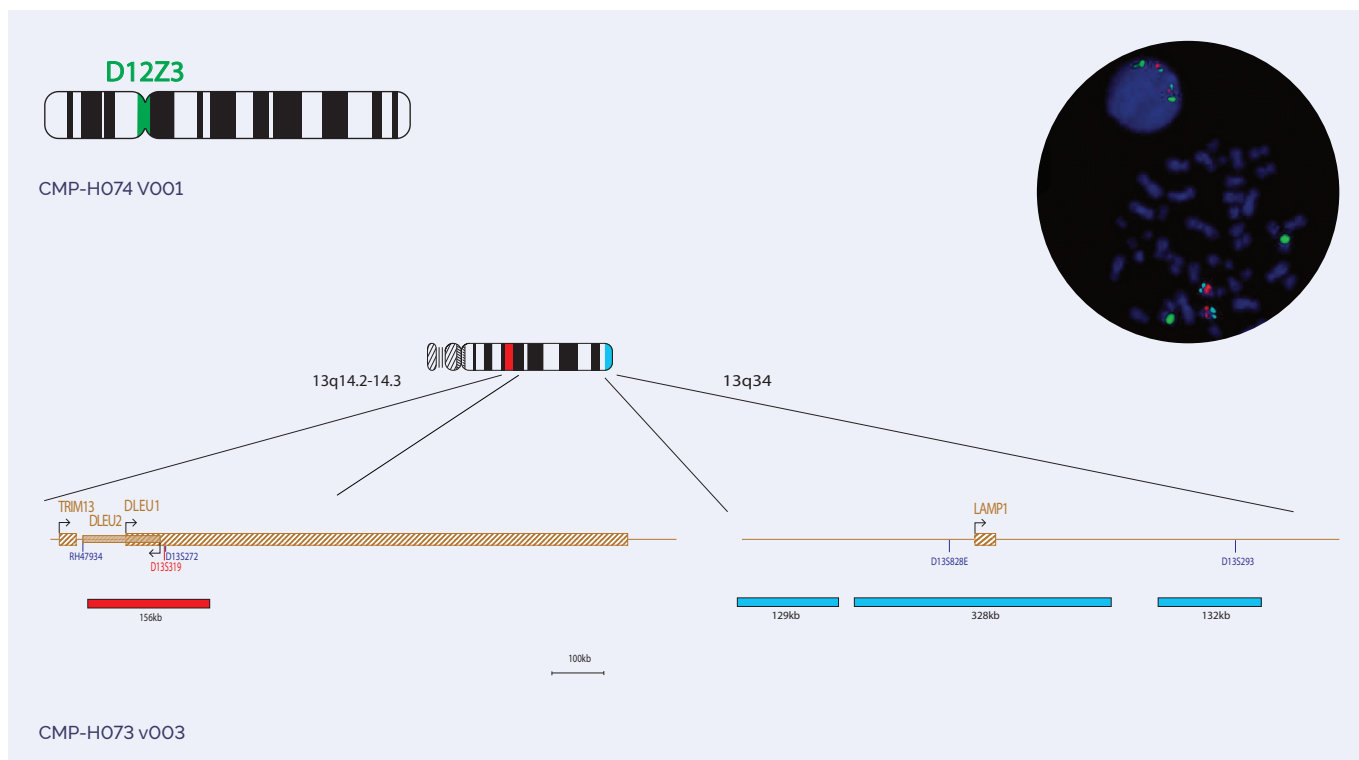 D12Z3
CMP-H074 V001
13q14.2-14.3
13q34
TRIM13
DLEU1
DLEU2
LAMP1
RH47934
D13S272
D13S319
D13S828E
D13S293
156kb
129kb
328kb
132kb
100kb
CMP-H073 v003